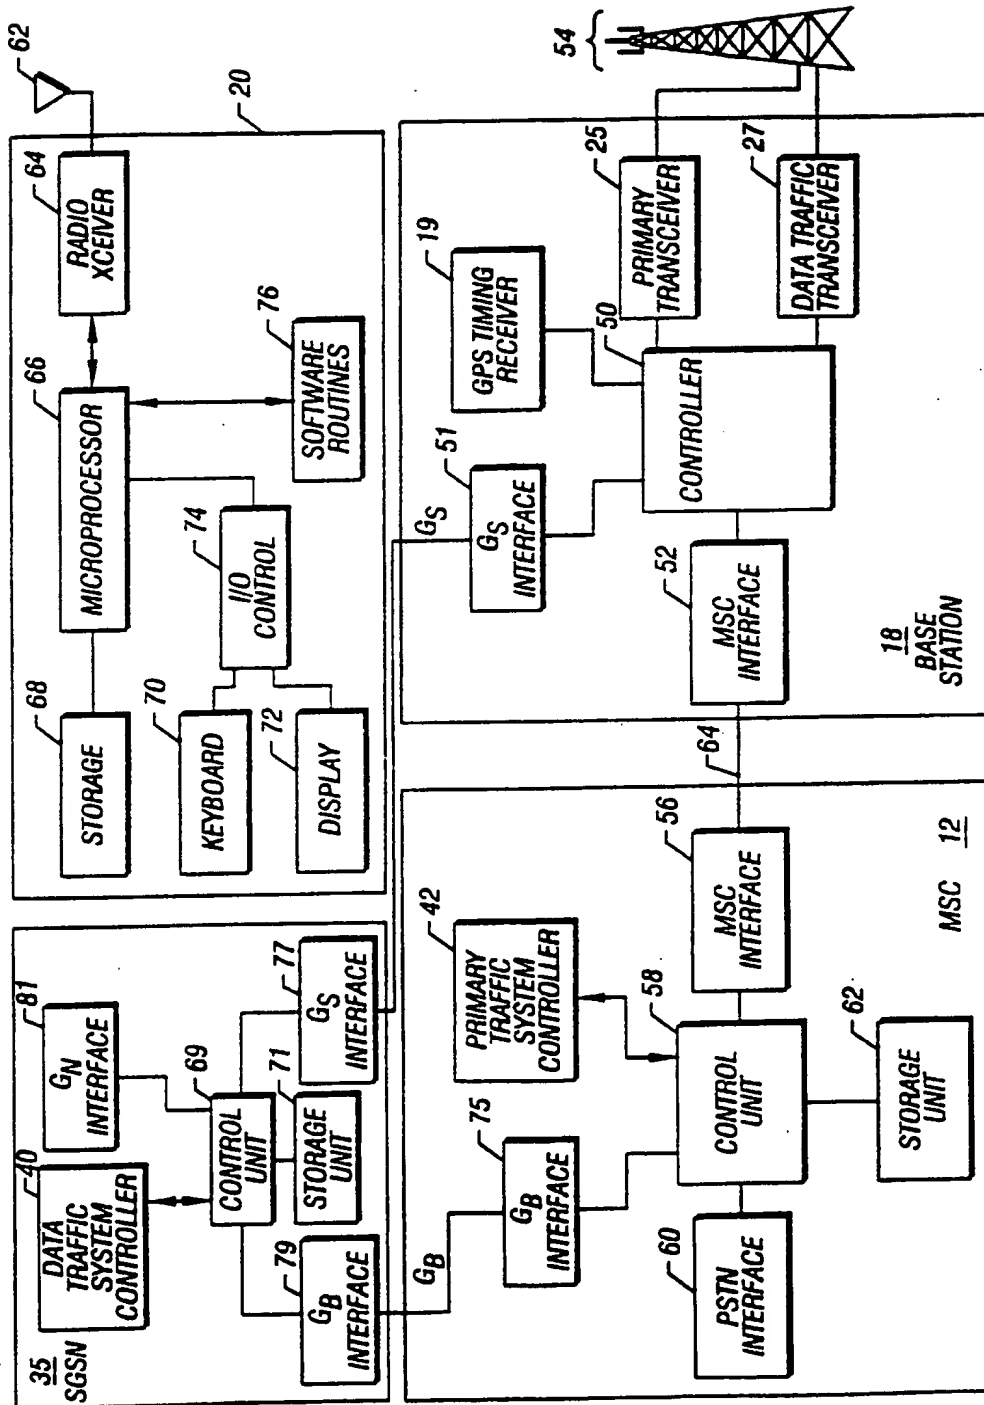 35
SGSN
40
DATA
TRAFFIC
SYSTEM
CONTROLLER
81
GN
INTERFACE
69
CONTROL
UNIT
71
STORAGE
UNIT
77
GS
INTERFACE
79
GB
INTERFACE
68
STORAGE
70
KEYBOARD
72
DISPLAY
66
MICROPROCESSOR
74
I/O
CONTROL
76
SOFTWARE
ROUTINES
64
RADIO
XCEIVER
62
20
GB
75
GB
INTERFACE
42
PRIMARY
TRAFFIC
SYSTEM
CONTROLLER
60
PSTN
INTERFACE
58
CONTROL
UNIT
56
MSC
INTERFACE
62
STORAGE
UNIT
MSC 12
64
GS
51
GS
INTERFACE
19
GPS TIMING
RECEIVER
52
MSC
INTERFACE
50
CONTROLLER
25
PRIMARY
TRANSCEIVER
27
DATA TRAFFIC
TRANSCEIVER
54
18
BASE
STATION